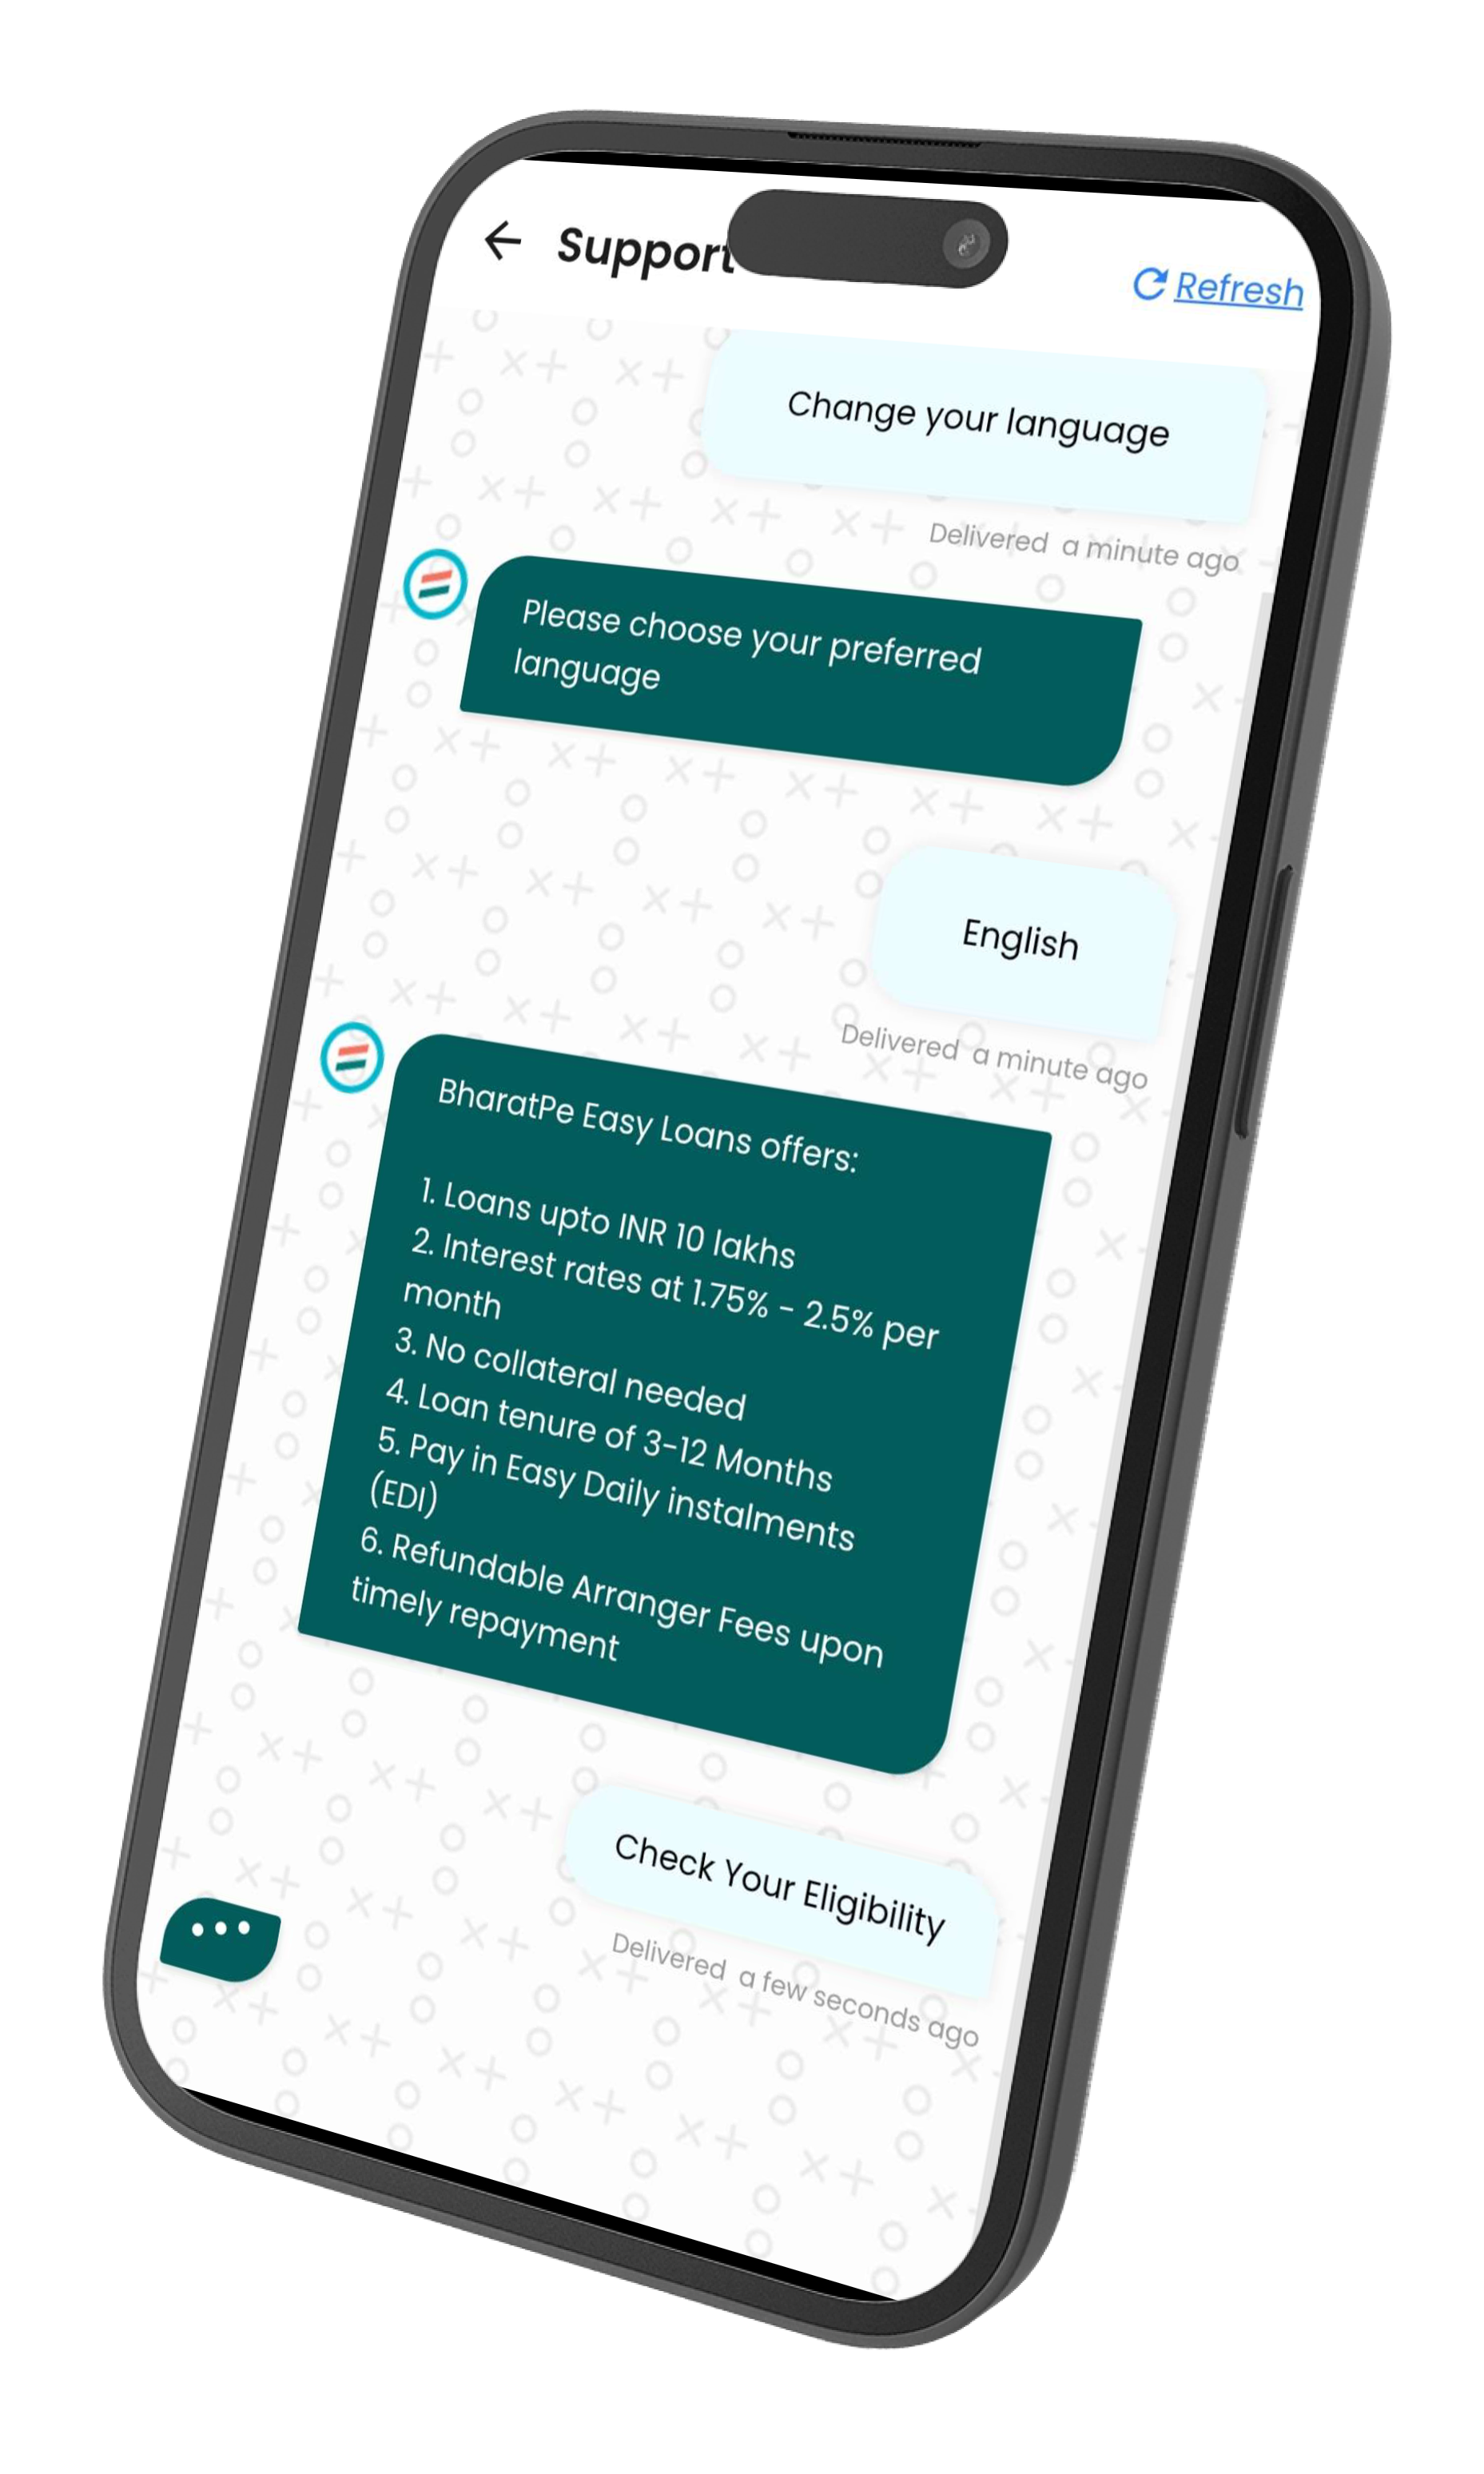 Support
Refresh
Change your language
Delivered a minute ago
Please choose your preferred
language
English
Delivered a minute ago
BharatPe Easy Loans offers:
1. Loans upto INR 10 lakhs
2. Interest rates at 1.75% - 2.5% per
month
3. No collateral needed
4. Loan tenure of 3-12 Months
5. Pay in Easy Daily instalments
(EDI)
6. Refundable Arranger Fees upon
timely repayment
Check Your Eligibility
Delivered a few seconds ago